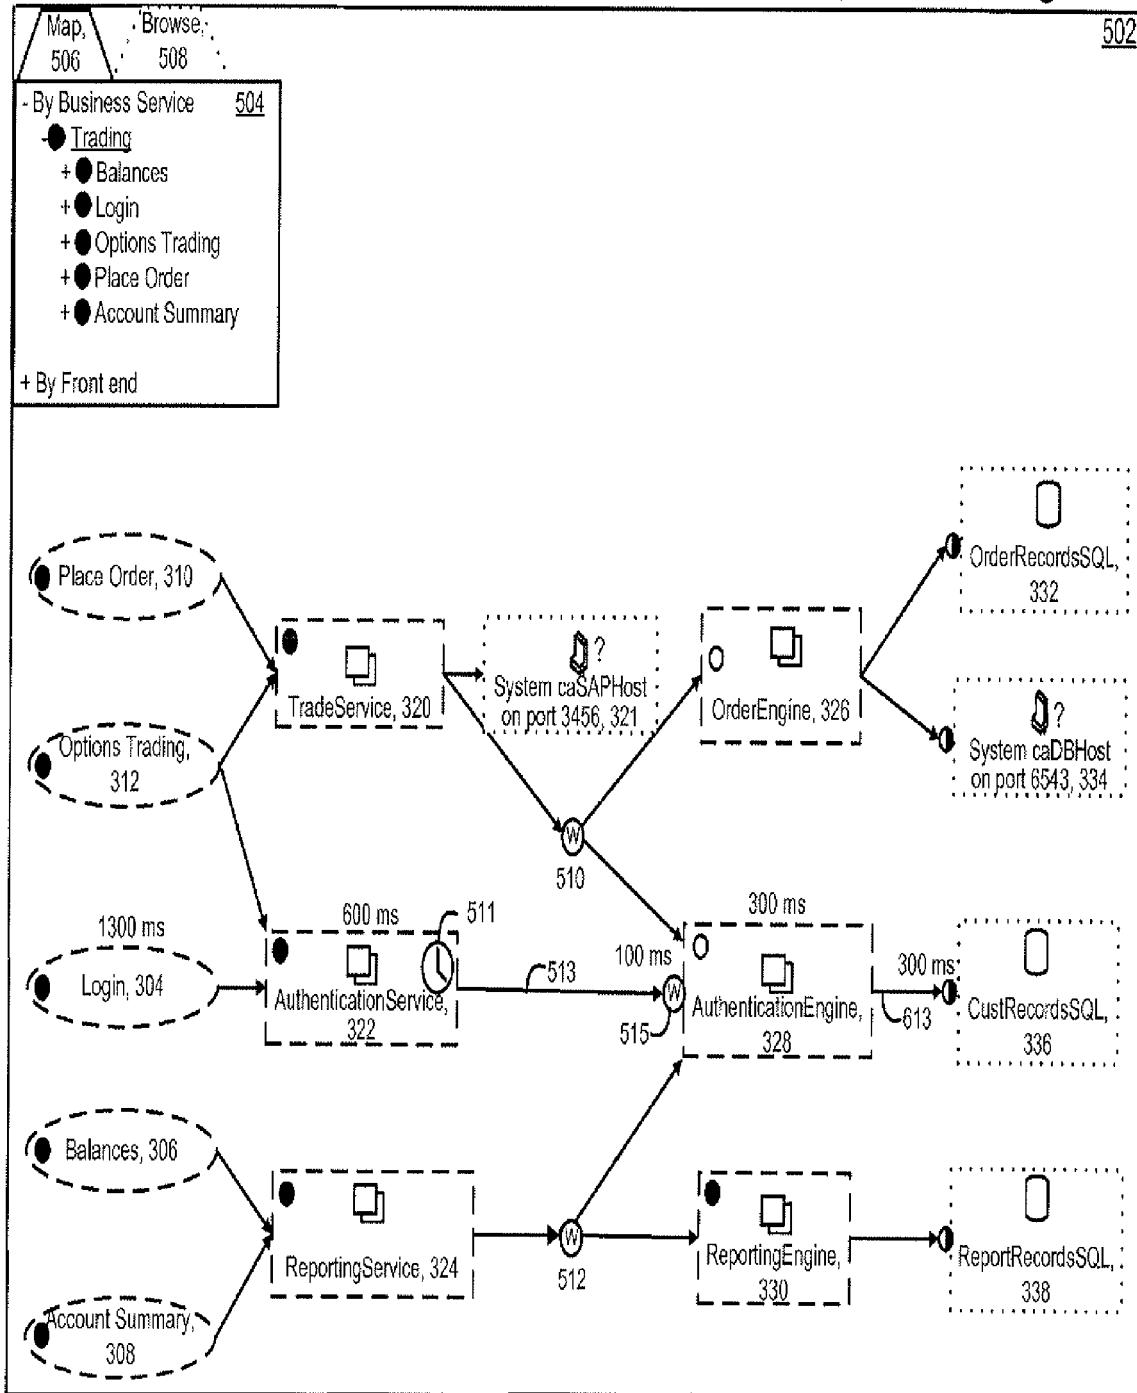 502
Map,
506
Browse,
508
- By Business Service 504
- Trading
+ Balances
+ Login
+ Options Trading
+ Place Order
+ Account Summary
+ By Front end
Place Order, 310
Options Trading,
312
TradeService, 320
?
System caSAPHost
on port 3456, 321
OrderEngine, 326
OrderRecordsSQL,
332
?
System caDBHost
on port 6543, 334
W
510
1300 ms
Login, 304
600 ms
511
AuthenticationService,
322
513
100 ms
W
515
300 ms
AuthenticationEngine,
328
300 ms
613
CustRecordsSQL,
336
Balances, 306
Account Summary,
308
ReportingService, 324
W
512
ReportingEngine,
330
ReportRecordsSQL,
338